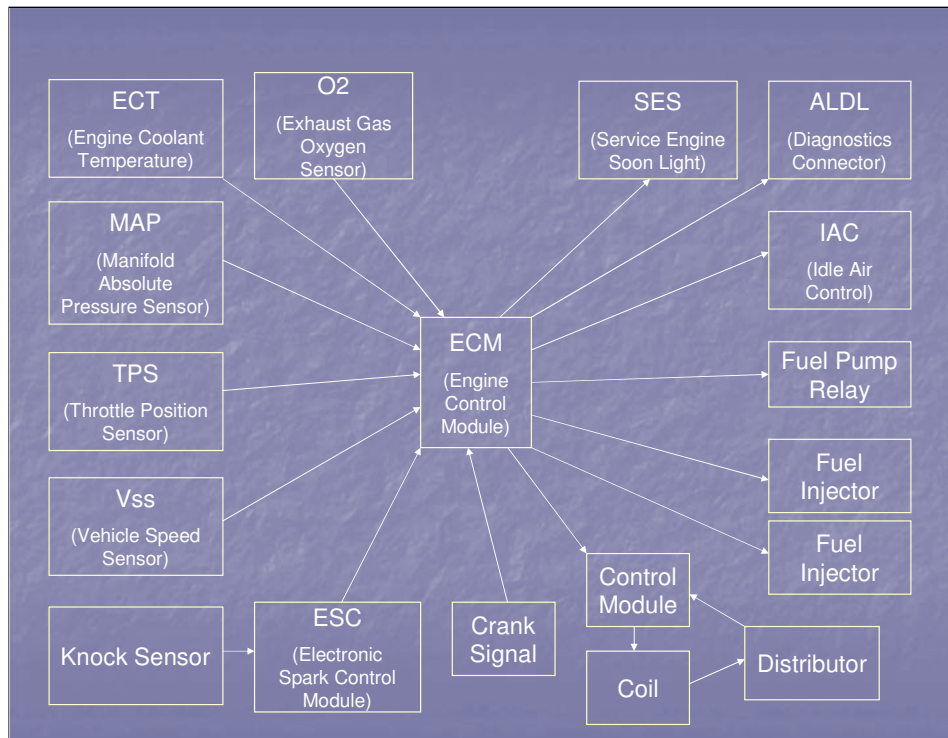 ECT
(Engine Coolant
Temperature)
O2
(Exhaust Gas
Oxygen
Sensor)
SES
(Service Engine
Soon Light)
ALDL
(Diagnostics
Connector)
MAP
(Manifold
Absolute
Pressure Sensor)
IAC
(Idle Air
Control)
ECM
(Engine
Control
Module)
TPS
(Throttle Position
Sensor)
Fuel Pump
Relay
Vss
(Vehicle Speed
Sensor)
Fuel
Injector
Fuel
Injector
Knock Sensor
ESC
(Electronic
Spark Control
Module)
Crank
Signal
Control
Module
Coil
Distributor